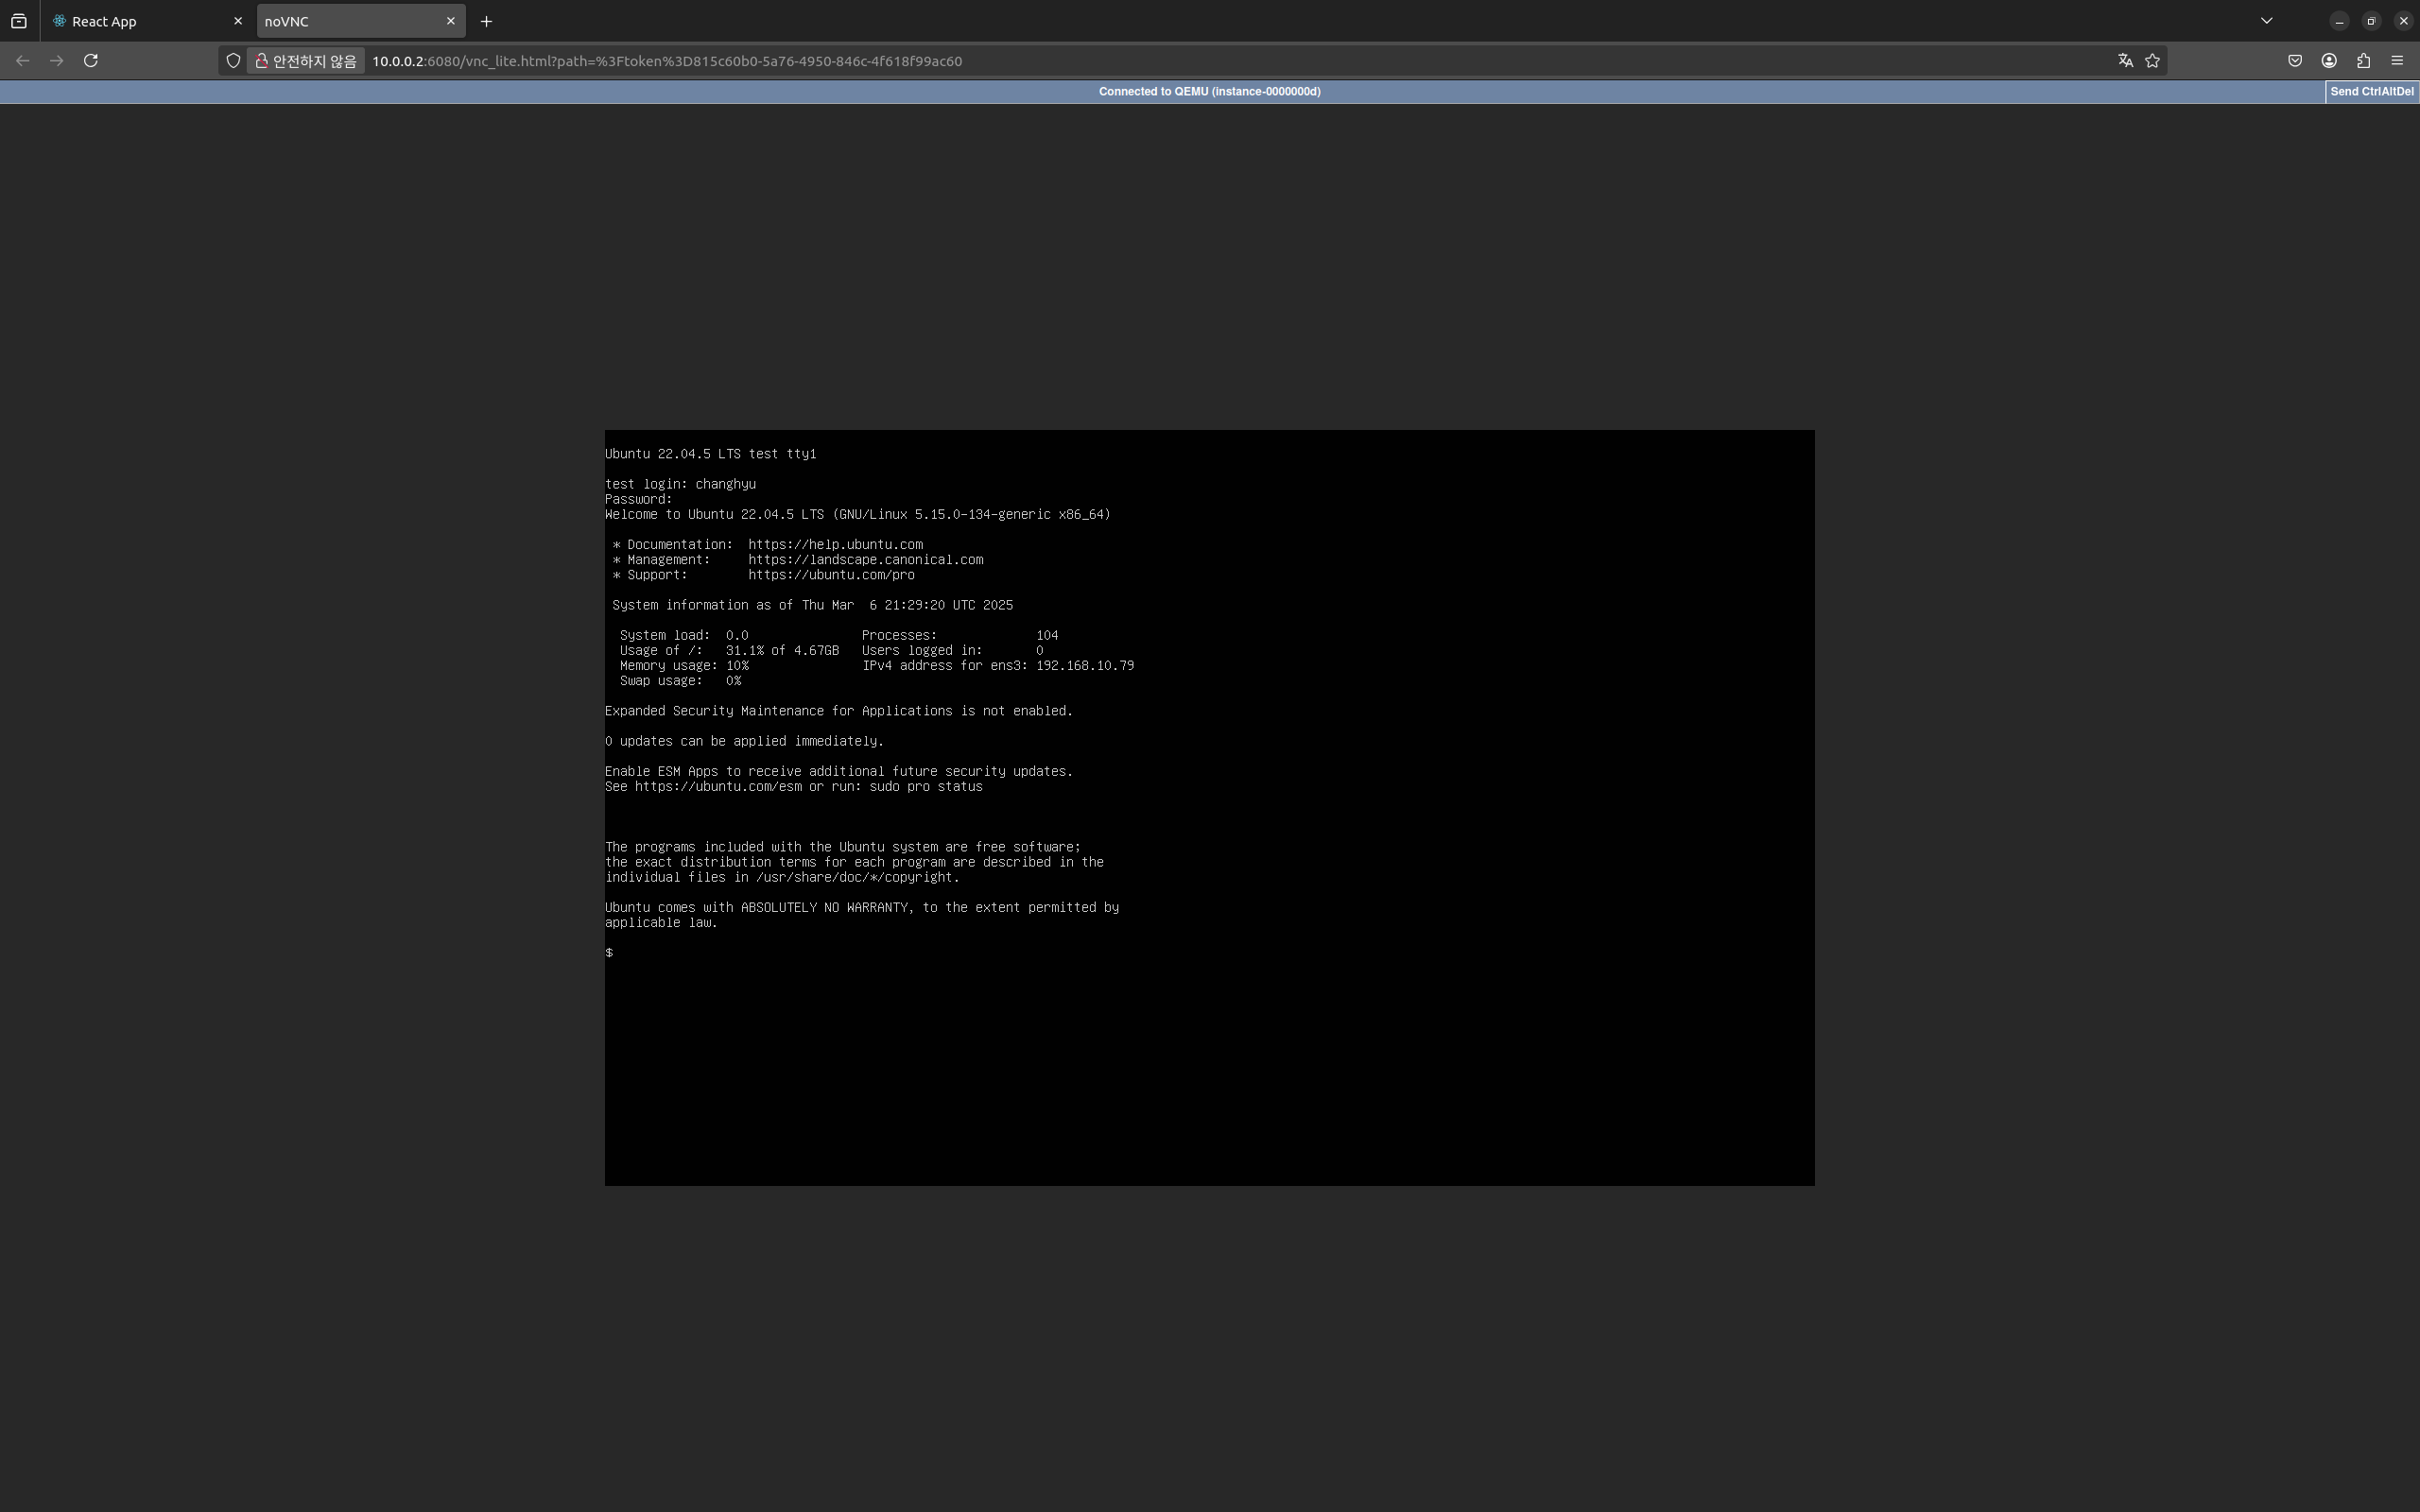 React App
noVNC
안전하지 않음 10.0.0.2:6080/vnc_lite.html?path=%3Ftoken%3D815c60b0-5a76-4950-846c-4f618f99ac60
Connected to QEMU (instance-0000000d)
Send CtrlAltDel
Ubuntu 22.04.5 LTS test tty1
test login: changhyu
Password:
Welcome to Ubuntu 22.04.5 LTS (GNU/Linux 5.15.0-134-generic x86_64)
* Documentation:  https://help.ubuntu.com
* Management:     https://landscape.canonical.com
* Support:        https://ubuntu.com/pro
System information as of Thu Mar  6 21:29:20 UTC 2025
System load:  0.0               Processes:             104
Usage of /:   31.1% of 4.67GB   Users logged in:       0
Memory usage: 10%               IPv4 address for ens3: 192.168.10.79
Swap usage:   0%
Expanded Security Maintenance for Applications is not enabled.
0 updates can be applied immediately.
Enable ESM Apps to receive additional future security updates.
See https://ubuntu.com/esm or run: sudo pro status
The programs included with the Ubuntu system are free software;
the exact distribution terms for each program are described in the
individual files in /usr/share/doc/*/copyright.
Ubuntu comes with ABSOLUTELY NO WARRANTY, to the extent permitted by
applicable law.
$